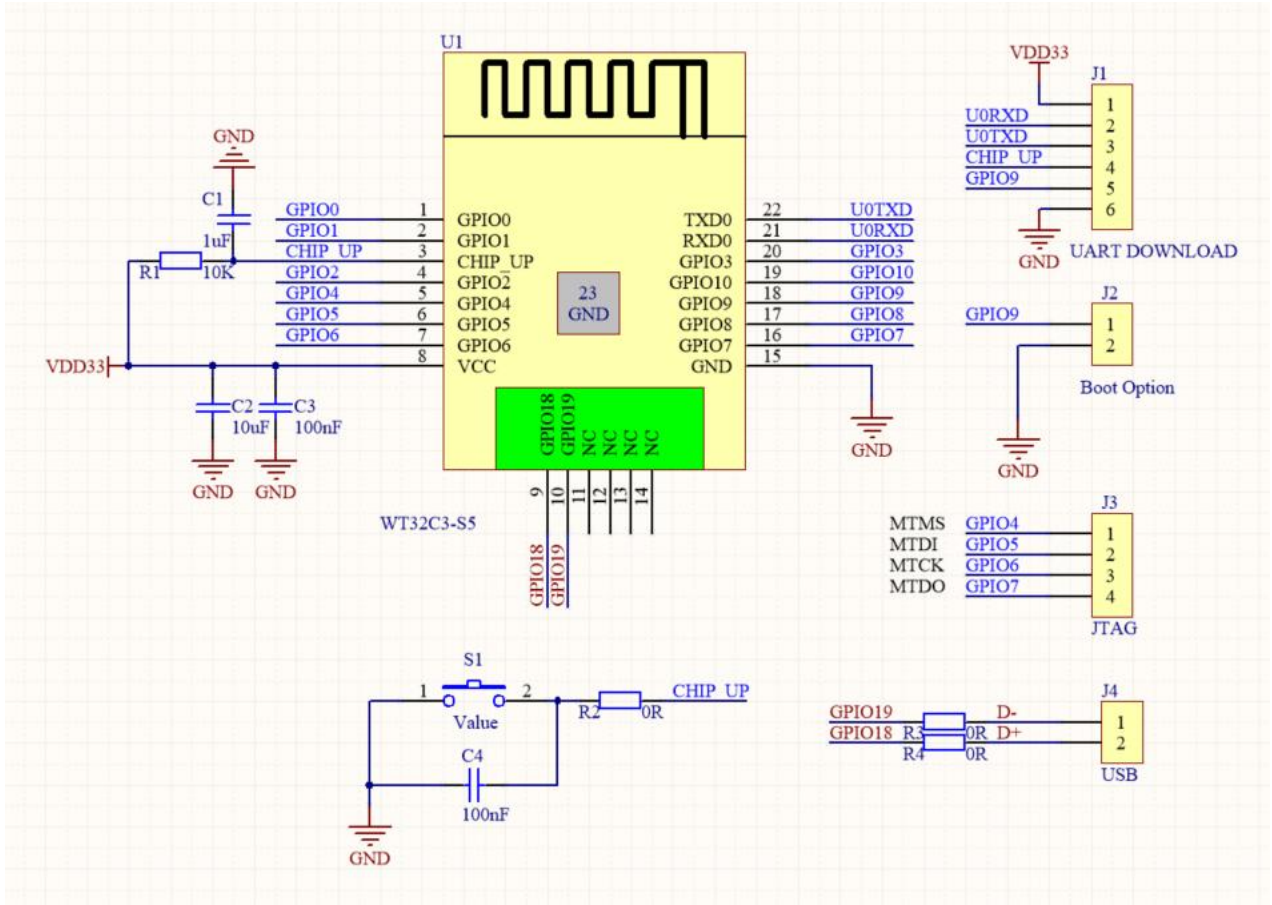 U1
GND
C1
1uF
R1
10K
GPIO0
GPIO1
CHIP_UP
GPIO2
GPIO4
GPIO5
GPIO6
1
2
3
4
5
6
7
8
GPIO0
GPIO1
CHIP_UP
GPIO2
GPIO4
GPIO5
GPIO6
VCC
23
GND
TXD0
RXD0
GPIO3
GPIO10
GPIO9
GPIO8
GPIO7
GND
22
21
20
19
18
17
16
15
U0TXD
U0RXD
GPIO3
GPIO10
GPIO9
GPIO8
GPIO7
GND
VDD33
C2
10uF
GND
C3
100nF
GND
GPIO18
GPIO19
NC
NC
NC
NC
9
10
11
12
13
14
GPIO18
GPIO19
WT32C3-S5
VDD33
J1
U0RXD
U0TXD
CHIP_UP
GPIO9
1
2
3
4
5
6
GND
UART DOWNLOAD
J2
GPIO9
1
2
Boot Option
GND
J3
MTMS GPIO4 1
MTDI GPIO5 2
MTCK GPIO6 3
MTDO GPIO7 4
JTAG
S1
1
2
Value
R2
0R
CHIP_UP
C4
100nF
GND
J4
GPIO19 R3 0R D- 1
GPIO18 R4 0R D+ 2
USB